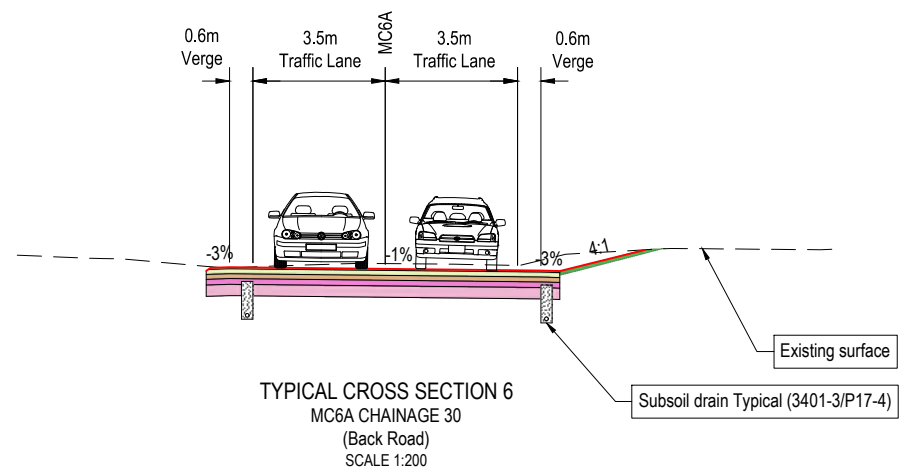 0.6m
Verge
3.5m
Traffic Lane
MC6A
3.5m
Traffic Lane
0.6m
Verge
-3%
-1%
-3%
4:1
Existing surface
Subsoil drain Typical (3401-3/P17-4)
TYPICAL CROSS SECTION 6
MC6A CHAINAGE 30
(Back Road)
SCALE 1:200